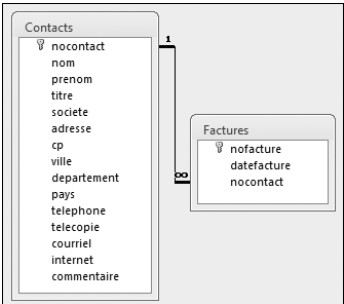 Contacts
nocontact
nom
prenom
titre
societe
adresse
cp
ville
departement
pays
telephone
telecopie
courriel
internet
commentaire
1
∞
Factures
nofacture
datefacture
nocontact